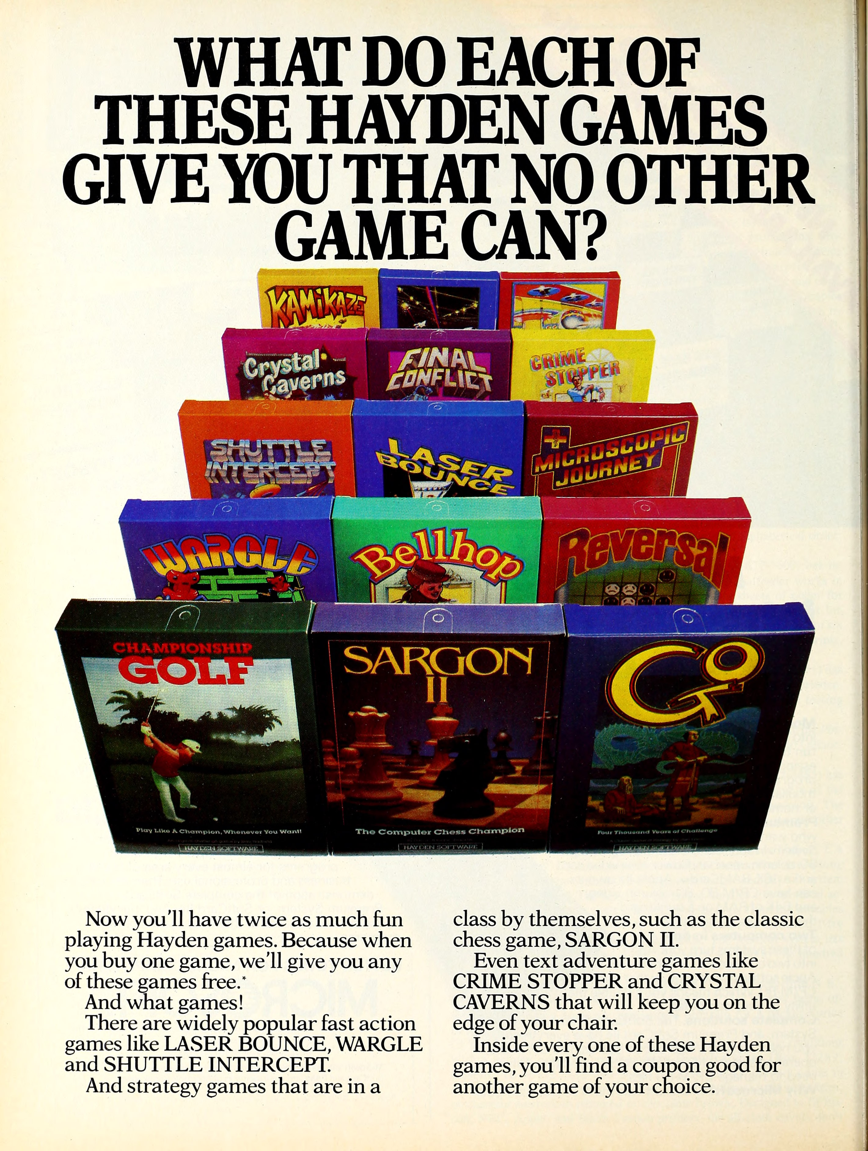 WHAT DO EACH OF
THESE HAYDEN GAMES
GIVE YOU THAT NO OTHER
GAME CAN?
KAMIKAZE
Crystal
Caverns
FINAL
CONFLICT
CRIME
STOPPER
SHUTTLE
INTERCEPT
LASER
BOUNCE
MICROSCOPIC
JOURNEY
WARGLE
Bellhop
Reversal
CHAMPIONSHIP
GOLF
Play Like A Champion, Whenever You Want!
HAYDEN SOFTWARE
SARGON
II
The Computer Chess Champion
HAYDEN SOFTWARE
GO
Four Thousand Years of Challenge
HAYDEN SOFTWARE
Now you'll have twice as much fun
playing Hayden games. Because when
you buy one game, we'll give you any
of these games free.*
And what games!
There are widely popular fast action
games like LASER BOUNCE, WARGLE
and SHUTTLE INTERCEPT.
And strategy games that are in a
class by themselves, such as the classic
chess game, SARGON II.
Even text adventure games like
CRIME STOPPER and CRYSTAL
CAVERNS that will keep you on the
edge of your chair.
Inside every one of these Hayden
games, you'll find a coupon good for
another game of your choice.